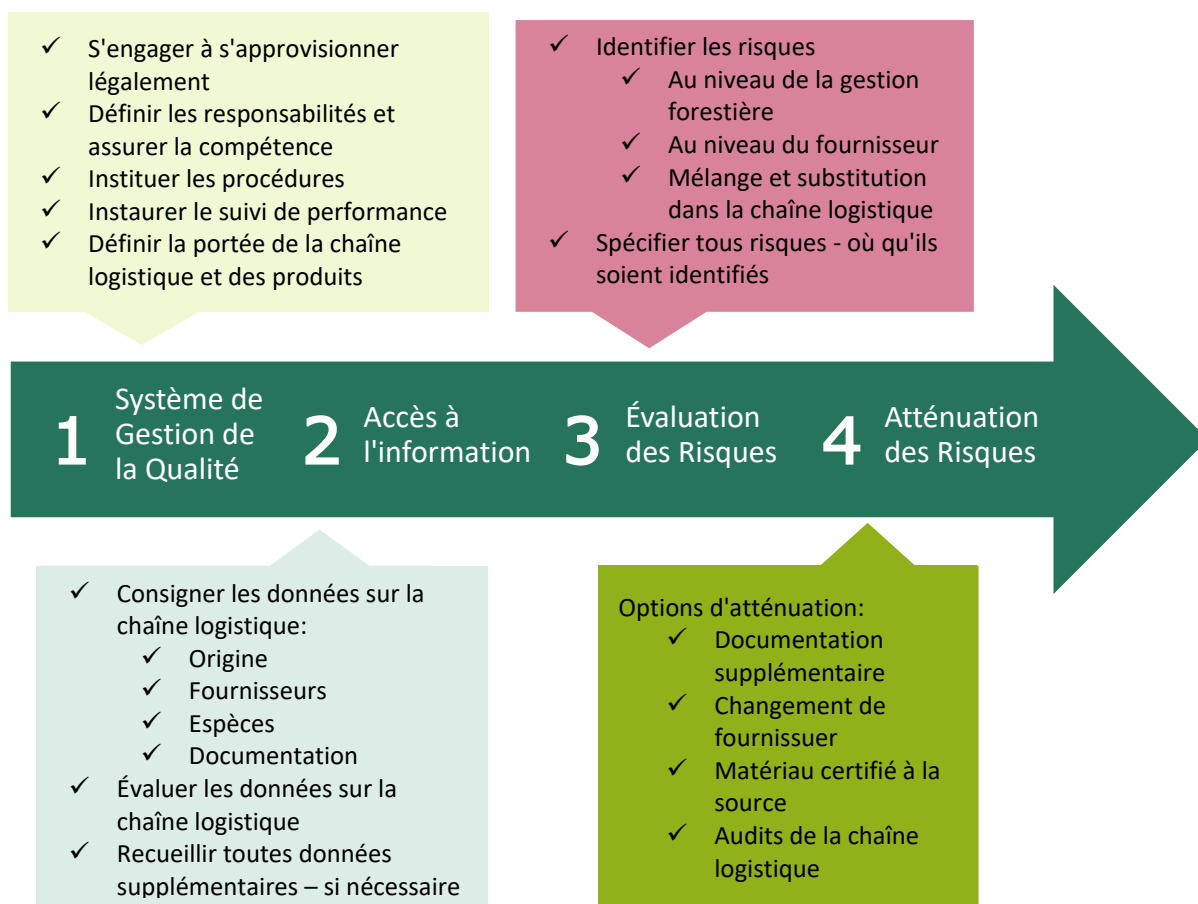 ✓ S'engager à s'approvisionner
légalement
✓ Définir les responsabilités et
assurer la compétence
✓ Instituer les procédures
✓ Instaurer le suivi de performance
✓ Définir la portée de la chaîne
logistique et des produits
✓ Identifier les risques
✓ Au niveau de la gestion
forestière
✓ Au niveau du fournisseur
✓ Mélange et substitution
dans la chaîne logistique
✓ Spécifier tous risques - où qu'ils
soient identifiés
1 Système de
Gestion de
la Qualité
2 Accès à
l'information
3 Évaluation
des Risques
4 Atténuation
des Risques
✓ Consigner les données sur la
chaîne logistique:
✓ Origine
✓ Fournisseurs
✓ Espèces
✓ Documentation
✓ Évaluer les données sur la
chaîne logistique
✓ Recueillir toutes données
supplémentaires – si nécessaire
Options d'atténuation:
✓ Documentation
supplémentaire
✓ Changement de
fournissuer
✓ Matériau certifié à la
source
✓ Audits de la chaîne
logistique